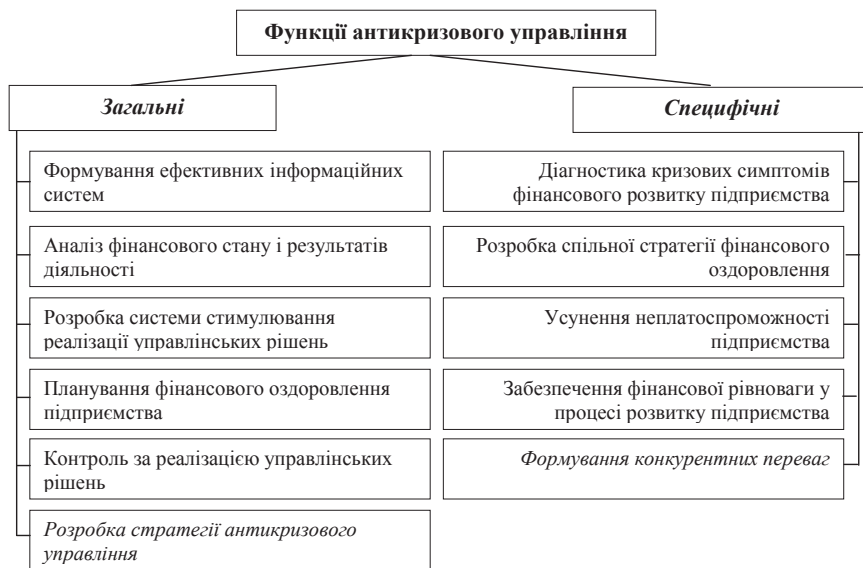 Функції антикризового управління
Загальні
Формування ефективних інформаційних
систем
Аналіз фінансового стану і результатів
діяльності
Розробка системи стимулювання
реалізації управлінських рішень
Планування фінансового оздоровлення
підприємства
Контроль за реалізацією управлінських
рішень
Розробка стратегії антикризового
управління
Специфічні
Діагностика кризових симптомів
фінансового розвитку підприємства
Розробка спільної стратегії фінансового
оздоровлення
Усунення неплатоспроможності
підприємства
Забезпечення фінансової рівноваги у
процесі розвитку підприємства
Формування конкурентних переваг